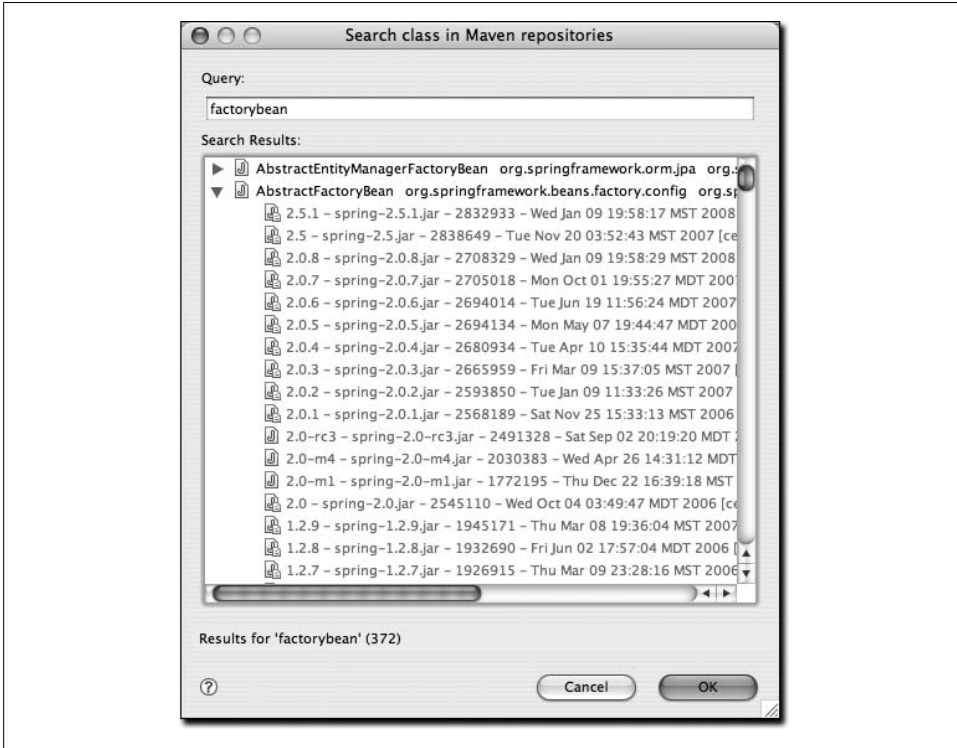 Search class in Maven repositories
Query:
factorybean
Search Results:
AbstractEntityManagerFactoryBean org.springframework.orm.jpa org.s
AbstractFactoryBean org.springframework.beans.factory.config org.sp
2.5.1 – spring-2.5.1.jar – 2832933 – Wed Jan 09 19:58:17 MST 2008
2.5 – spring-2.5.jar – 2838649 – Tue Nov 20 03:52:43 MST 2007 [ce
2.0.8 – spring-2.0.8.jar – 2708329 – Wed Jan 09 19:58:29 MST 2008
2.0.7 – spring-2.0.7.jar – 2705018 – Mon Oct 01 19:55:27 MDT 200
2.0.6 – spring-2.0.6.jar – 2694014 – Tue Jun 19 11:56:24 MDT 2007
2.0.5 – spring-2.0.5.jar – 2694134 – Mon May 07 19:44:47 MDT 200
2.0.4 – spring-2.0.4.jar – 2680934 – Tue Apr 10 15:35:44 MDT 2007
2.0.3 – spring-2.0.3.jar – 2665959 – Fri Mar 09 15:37:05 MST 2007 [
2.0.2 – spring-2.0.2.jar – 2593850 – Tue Jan 09 11:33:26 MST 2007
2.0.1 – spring-2.0.1.jar – 2568189 – Sat Nov 25 15:33:13 MST 2006
2.0-rc3 – spring-2.0-rc3.jar – 2491328 – Sat Sep 02 20:19:20 MDT
2.0-m4 – spring-2.0-m4.jar – 2030383 – Wed Apr 26 14:31:12 MDT
2.0-m1 – spring-2.0-m1.jar – 1772195 – Thu Dec 22 16:39:18 MST
2.0 – spring-2.0.jar – 2545110 – Wed Oct 04 03:49:47 MDT 2006 [ce
1.2.9 – spring-1.2.9.jar – 1945171 – Thu Mar 08 19:36:04 MST 2007
1.2.8 – spring-1.2.8.jar – 1932690 – Fri Jun 02 17:57:04 MDT 2006 [
1.2.7 – spring-1.2.7.jar – 1926915 – Thu Mar 09 23:28:16 MST 2006
Results for 'factorybean' (372)
?
Cancel
OK